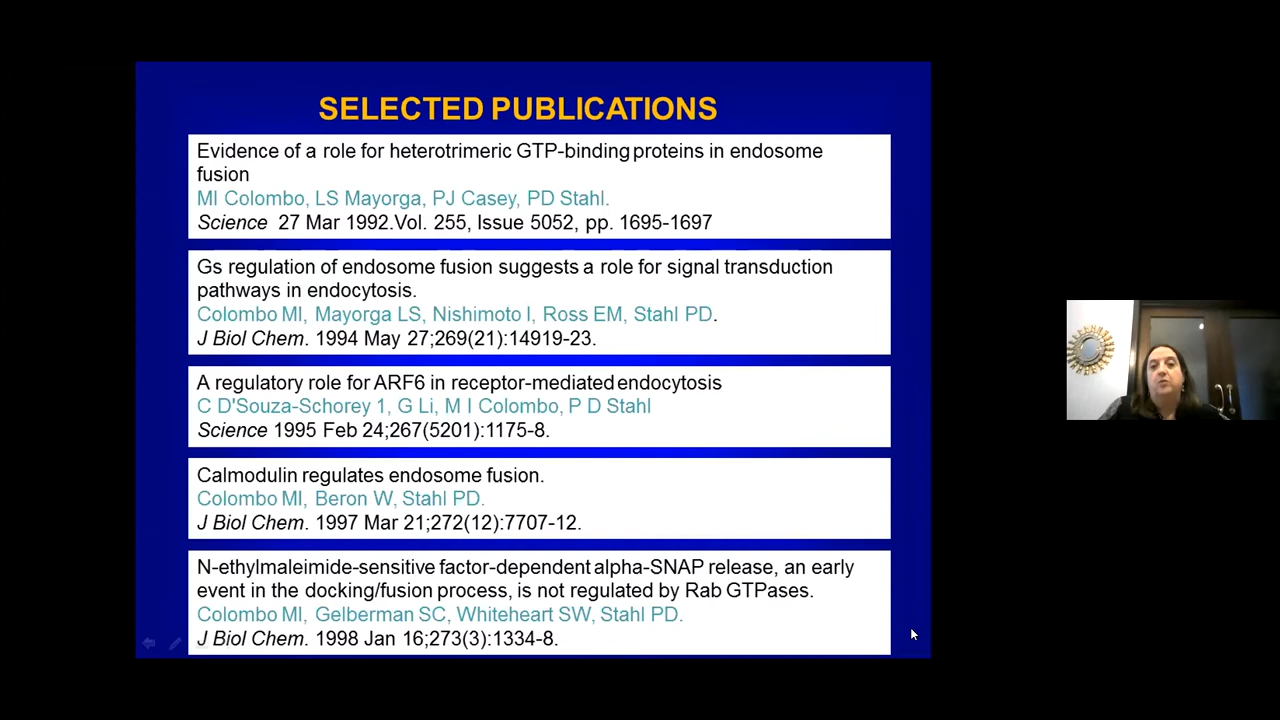 SELECTED PUBLICATIONS
Evidence of a role for heterotrimeric GTP-binding proteins in endosome
fusion
MI Colombo, LS Mayorga, PJ Casey, PD Stahl.
Science 27 Mar 1992.Vol. 255, Issue 5052, pp. 1695-1697
Gs regulation of endosome fusion suggests a role for signal transduction
pathways in endocytosis.
Colombo MI, Mayorga LS, Nishimoto I, Ross EM, Stahl PD.
J Biol Chem. 1994 May 27;269(21):14919-23.
A regulatory role for ARF6 in receptor-mediated endocytosis
C D'Souza-Schorey 1, G Li, M I Colombo, P D Stahl
Science 1995 Feb 24;267(5201):1175-8.
Calmodulin regulates endosome fusion.
Colombo MI, Beron W, Stahl PD.
J Biol Chem. 1997 Mar 21;272(12):7707-12.
N-ethylmaleimide-sensitive factor-dependent alpha-SNAP release, an early
event in the docking/fusion process, is not regulated by Rab GTPases.
Colombo MI, Gelberman SC, Whiteheart SW, Stahl PD.
J Biol Chem. 1998 Jan 16;273(3):1334-8.